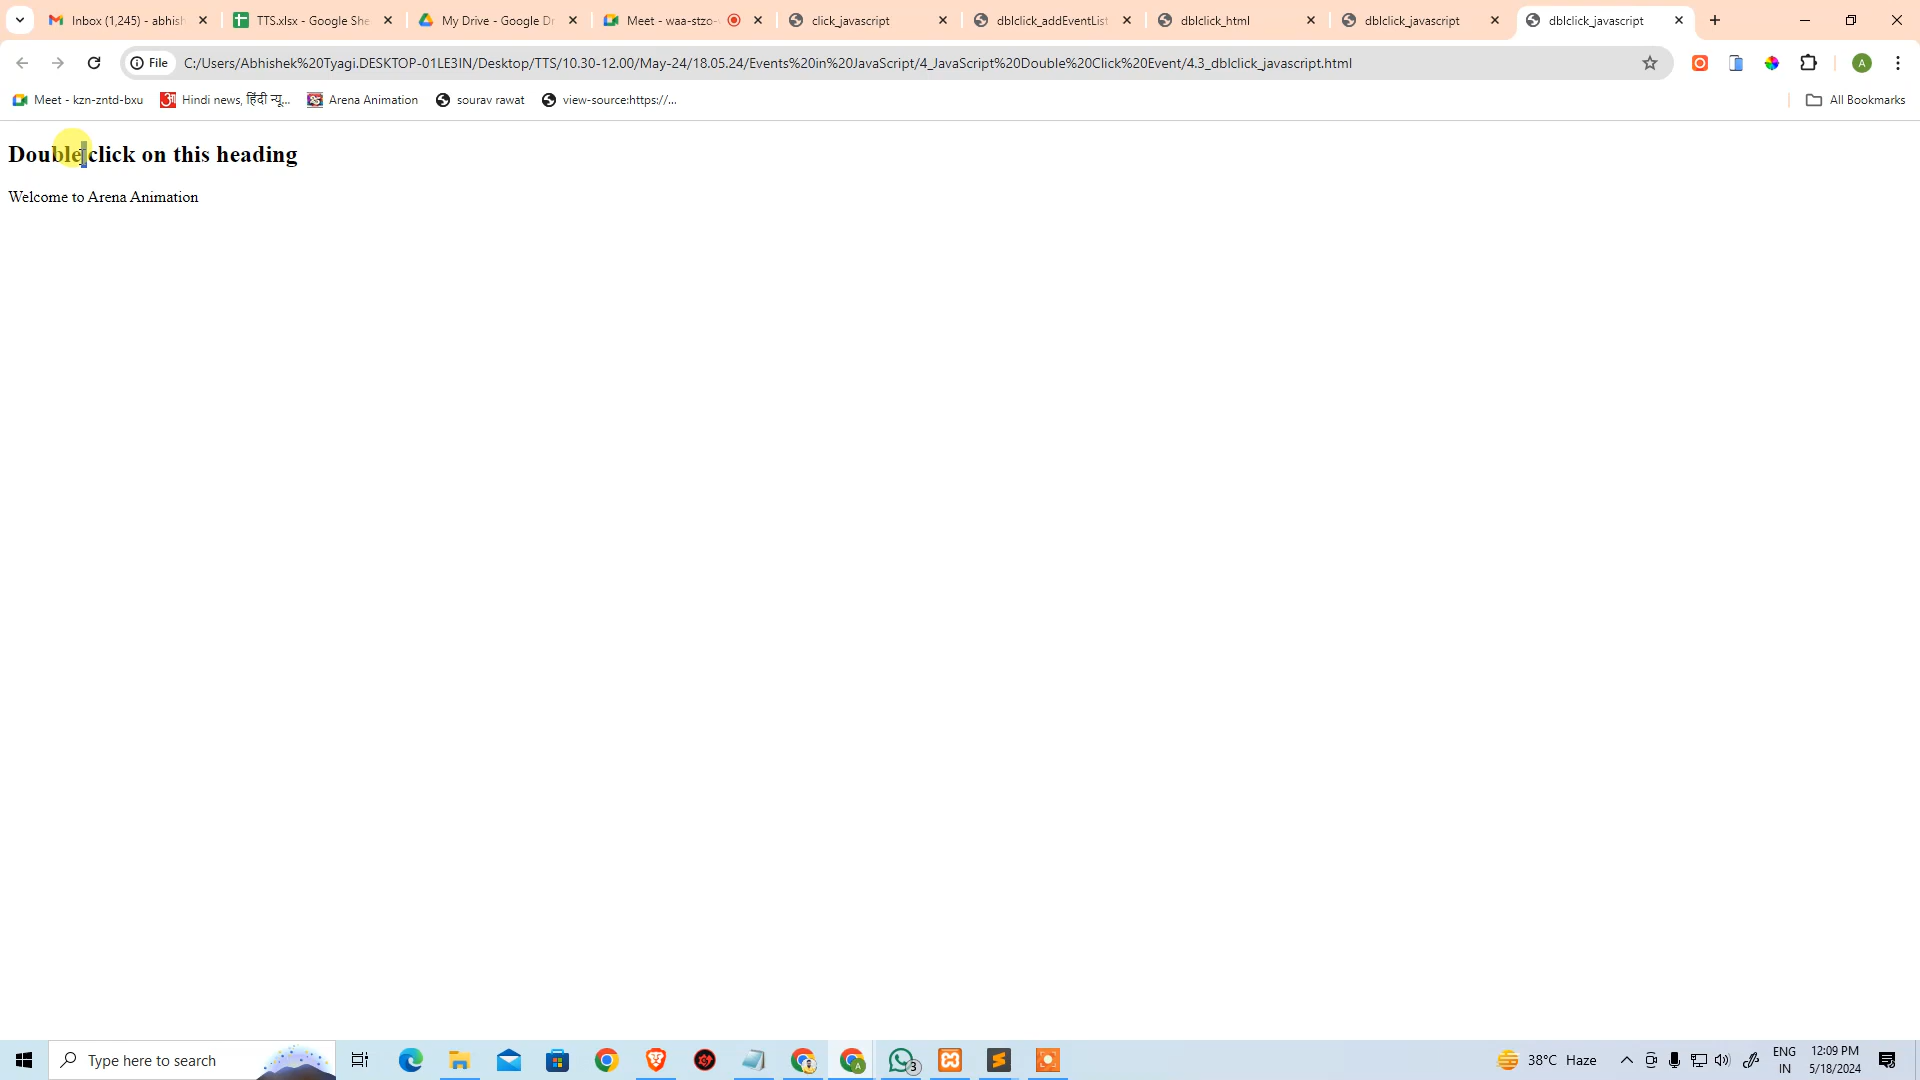 Inbox (1,245) - abhish
TTS.xlsx - Google She
My Drive - Google Dr
Meet - waa-stzo-
click_javascript
dblclick_addEventList
dblclick_html
dblclick_javascript
dblclick_javascript
File
C:/Users/Abhishek%20Tyagi.DESKTOP-01LE3IN/Desktop/TTS/10.30-12.00/May-24/18.05.24/Events%20in%20JavaScript/4_JavaScript%20Double%20Click%20Event/4.3_dblclick_javascript.html
A
Meet - kzn-zntd-bxu
Hindi news, हिंदी न्यू...
Arena Animation
sourav rawat
view-source:https://...
All Bookmarks
Double click on this heading
Welcome to Arena Animation
Type here to search
A
3
38°C Haze
ENG
IN
12:09 PM
5/18/2024